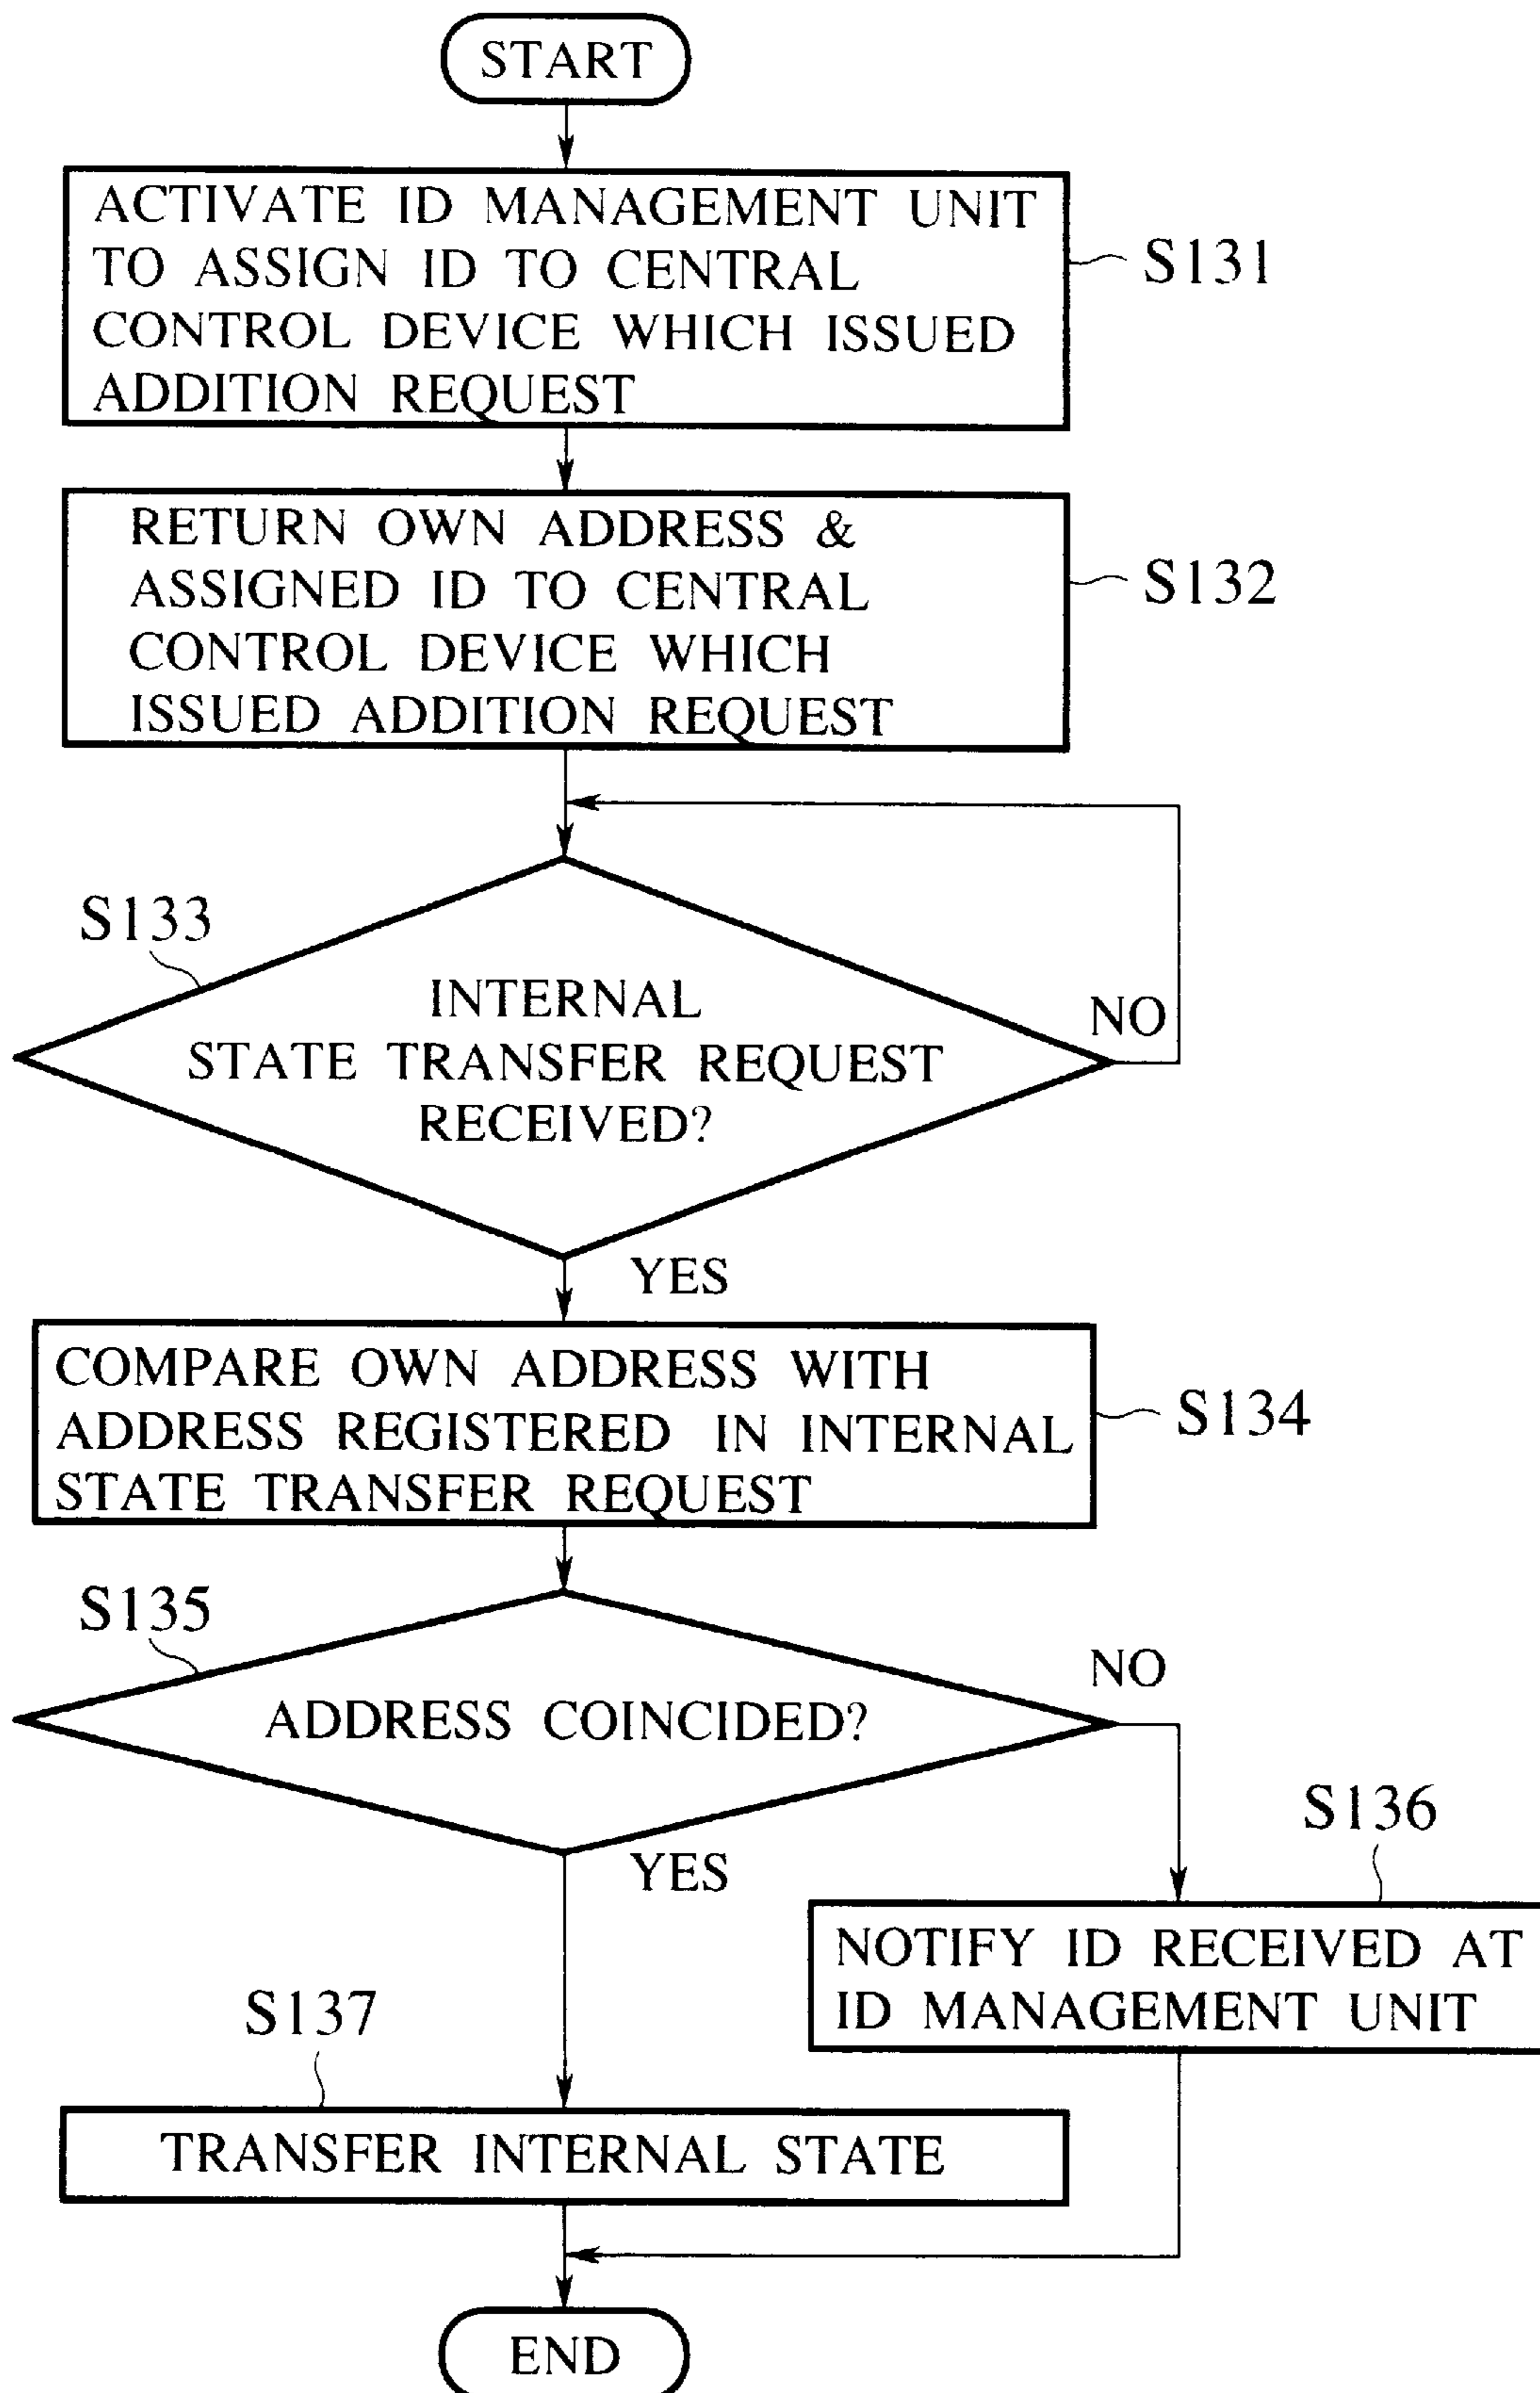 START
ACTIVATE ID MANAGEMENT UNIT
TO ASSIGN ID TO CENTRAL
CONTROL DEVICE WHICH ISSUED
ADDITION REQUEST
S131
RETURN OWN ADDRESS &
ASSIGNED ID TO CENTRAL
CONTROL DEVICE WHICH
ISSUED ADDITION REQUEST
S132
S133
INTERNAL
STATE TRANSFER REQUEST
RECEIVED?
NO
YES
COMPARE OWN ADDRESS WITH
ADDRESS REGISTERED IN INTERNAL
STATE TRANSFER REQUEST
S134
S135
ADDRESS COINCIDED?
NO
YES
S136
NOTIFY ID RECEIVED AT
ID MANAGEMENT UNIT
S137
TRANSFER INTERNAL STATE
END